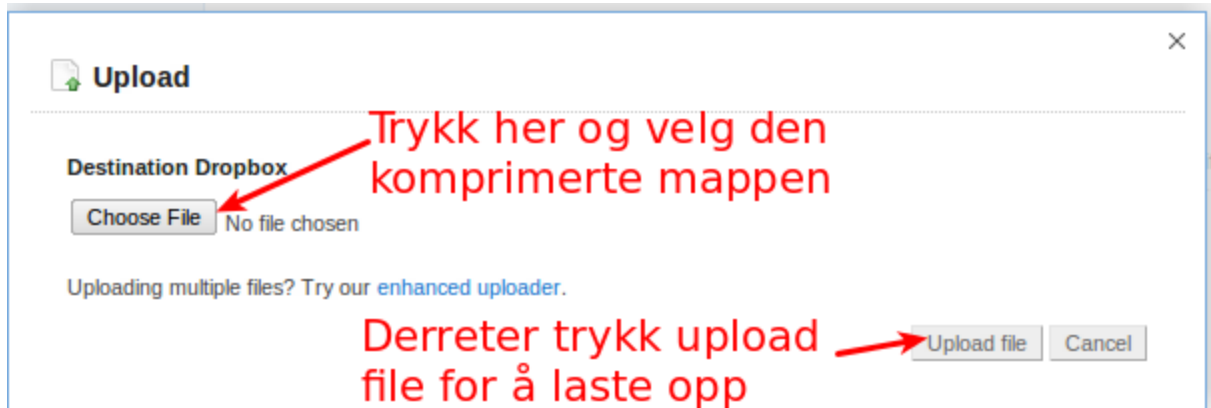 Upload
Trykk her og velg den
komprimerte mappen
Destination Dropbox
Choose File No file chosen
Uploading multiple files? Try our enhanced uploader.
Derreter trykk upload
file for å laste opp
Upload file Cancel